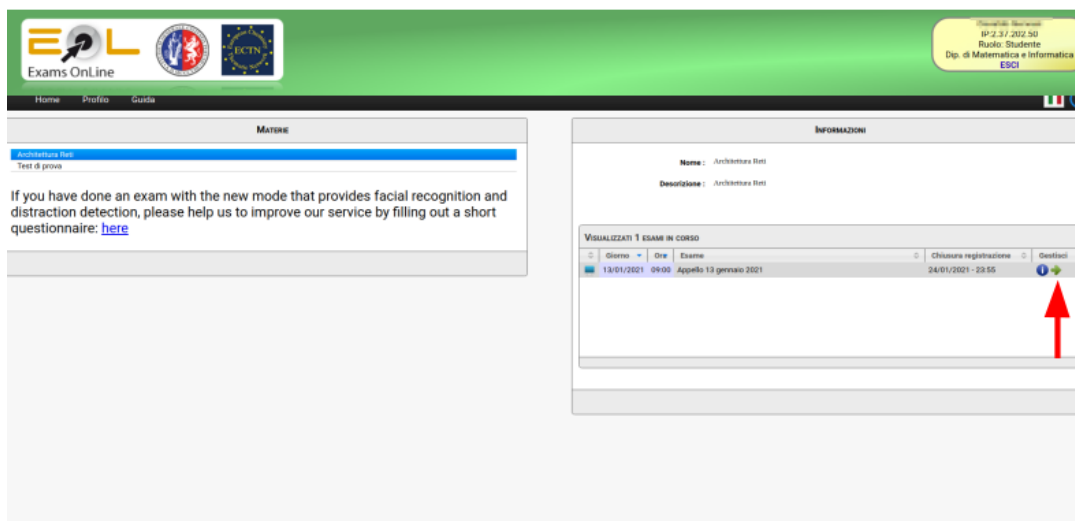 EOL
Exams OnLine
ECTN
IP:2.37.202.50
Ruolo: Studente
Dip. di Matematica e Informatica
ESCI
Home Profilo Guida
MATERIE
Architettura Reti
Test di prova
If you have done an exam with the new mode that provides facial recognition and
distraction detection, please help us to improve our service by filling out a short
questionnaire: here
INFORMAZIONI
Nome : Architettura Reti
Descrizione : Architettura Reti
VISUALIZZATI 1 ESAMI IN CORSO
Giorno Ora Esame Chiusura registrazione Gestisci
13/01/2021 09:00 Appello 13 gennaio 2021 24/01/2021 - 23:55